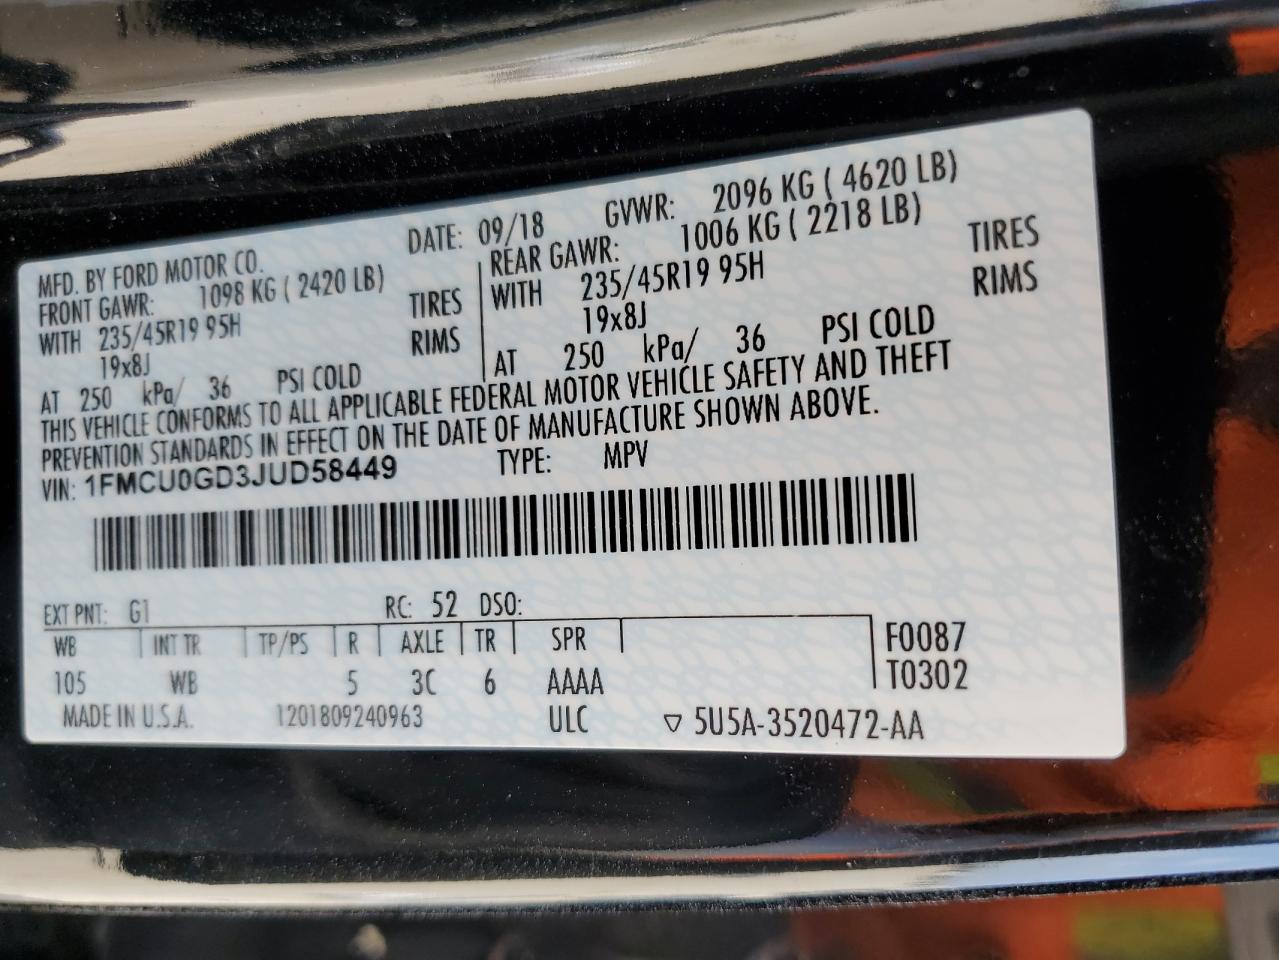 MFD. BY FORD MOTOR CO.
DATE: 09/18
GVWR: 2096 KG ( 4620 LB)
FRONT GAWR: 1098 KG ( 2420 LB)
WITH 235/45R19 95H TIRES
19x8J RIMS
AT 250 kPa/ 36 PSI COLD
REAR GAWR: 1006 KG ( 2218 LB)
WITH 235/45R19 95H TIRES
19x8J RIMS
AT 250 kPa/ 36 PSI COLD
THIS VEHICLE CONFORMS TO ALL APPLICABLE FEDERAL MOTOR VEHICLE SAFETY AND THEFT
PREVENTION STANDARDS IN EFFECT ON THE DATE OF MANUFACTURE SHOWN ABOVE.
VIN: 1FMCU0GD3JUD58449 TYPE: MPV
EXT PNT: G1 RC: 52 DSO:
WB INT TR TP/PS R AXLE TR SPR F0087
105 WB 5 3C 6 AAAA T0302
MADE IN U.S.A. 1201809240963 ULC ▽ 5U5A-3520472-AA